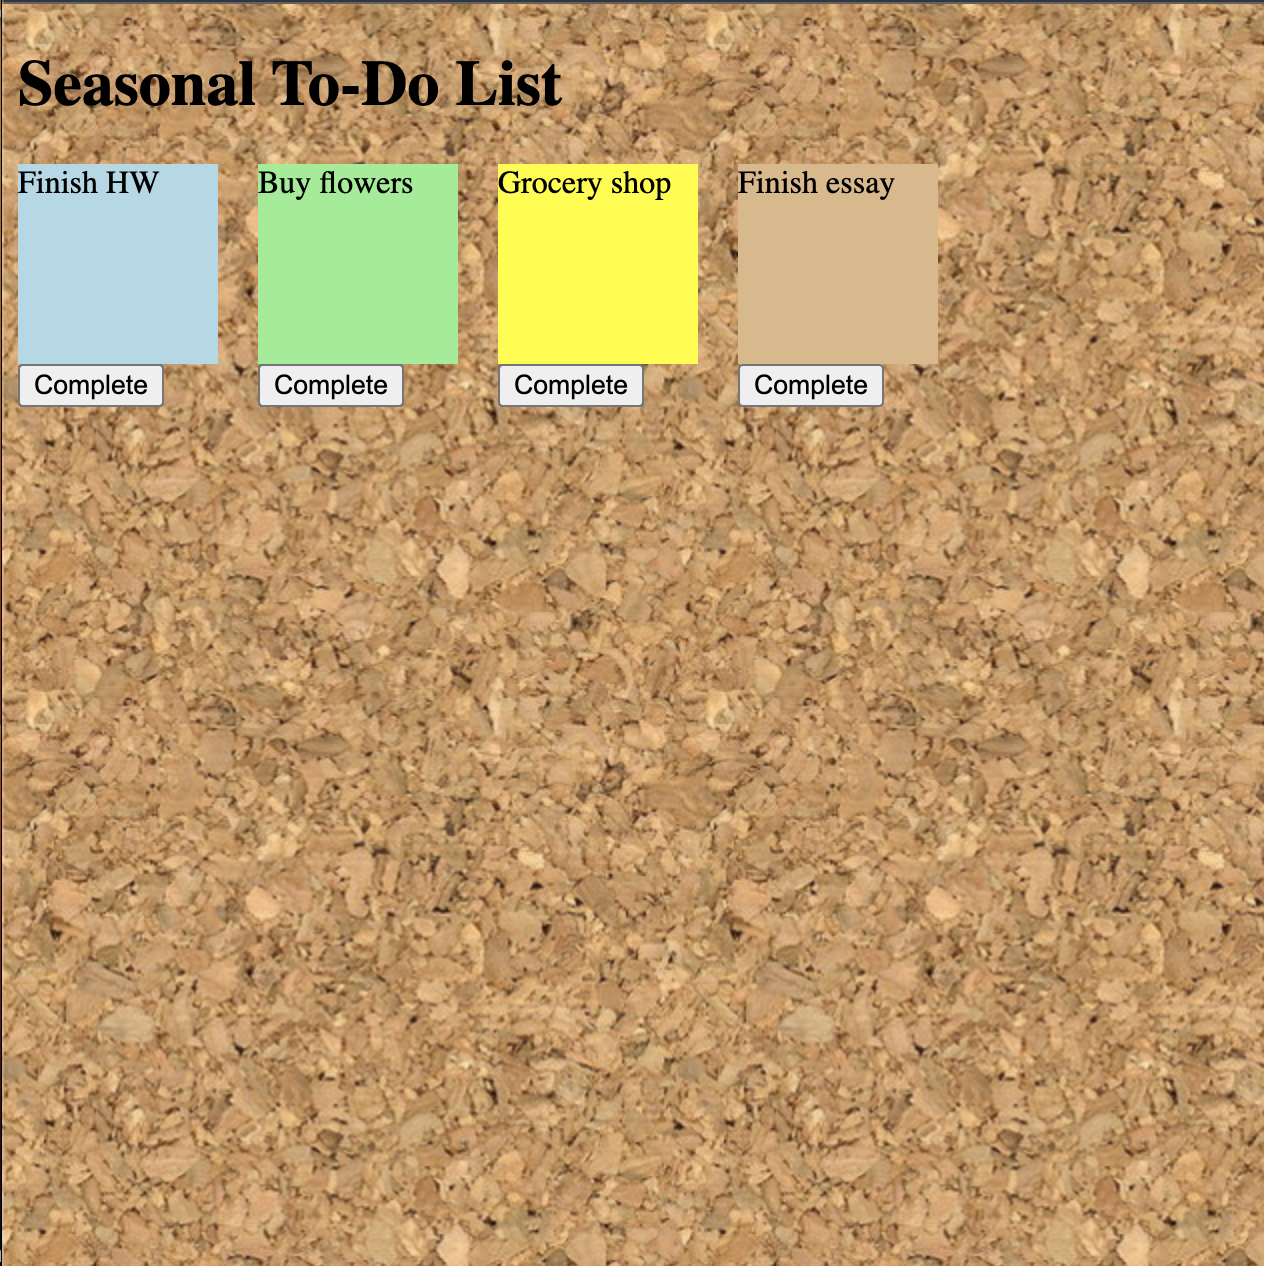 Seasonal To-Do List
Finish HW
Buy flowers
Grocery shop
Finish essay
Complete
Complete
Complete
Complete